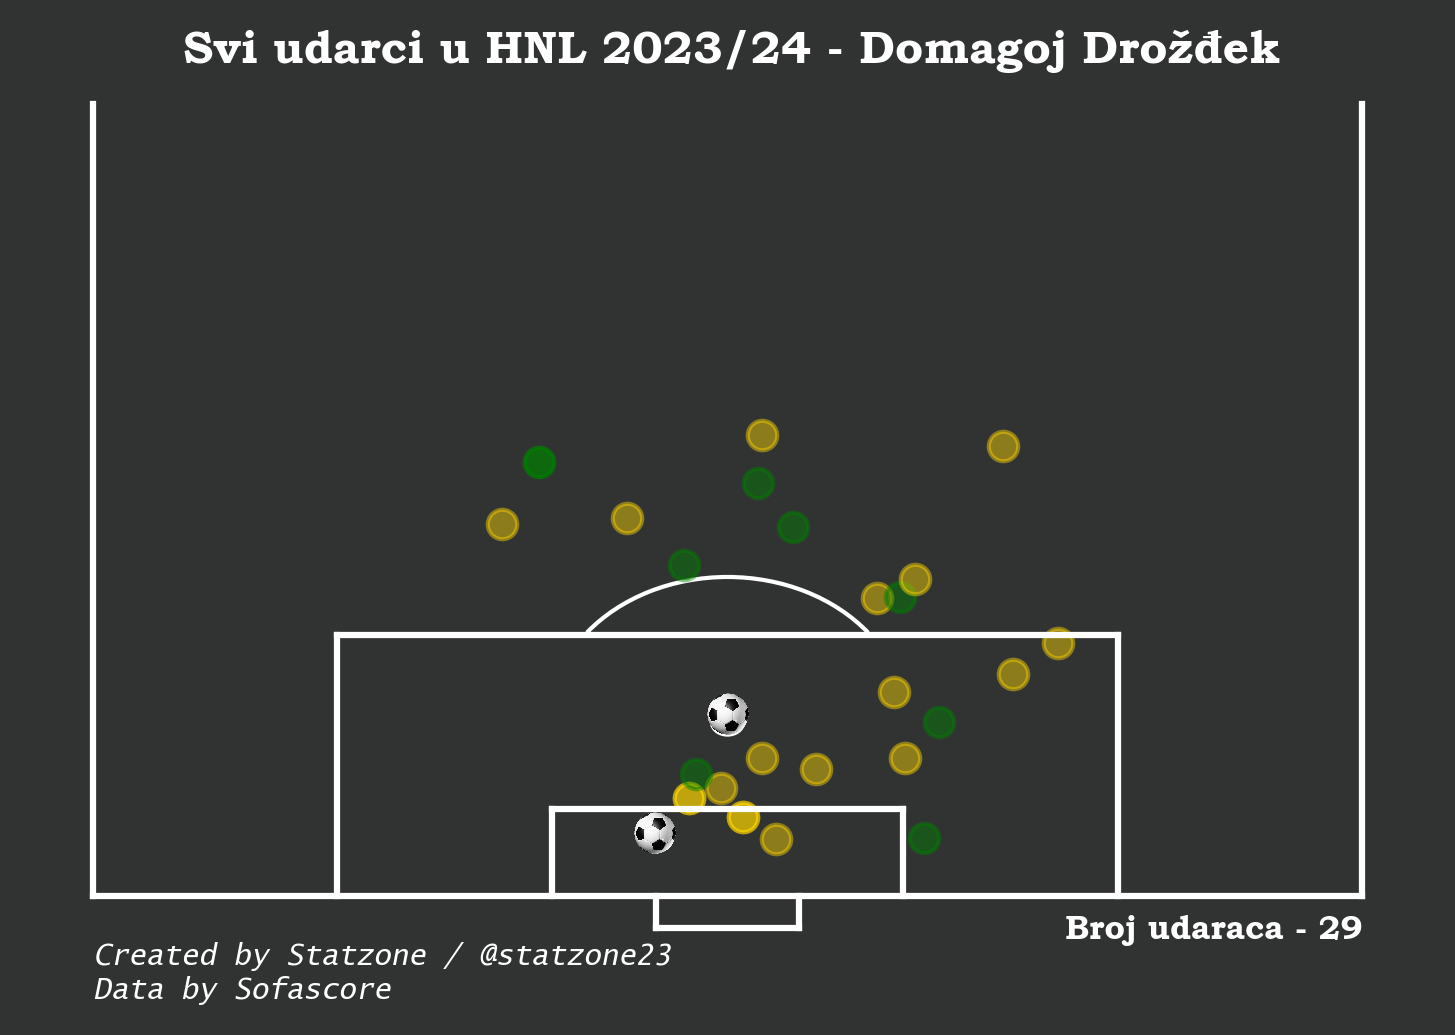 Svi udarci u HNL 2023/24 - Domagoj Drožđek
Broj udaraca - 29
Created by Statzone / @statzone23
Data by Sofascore